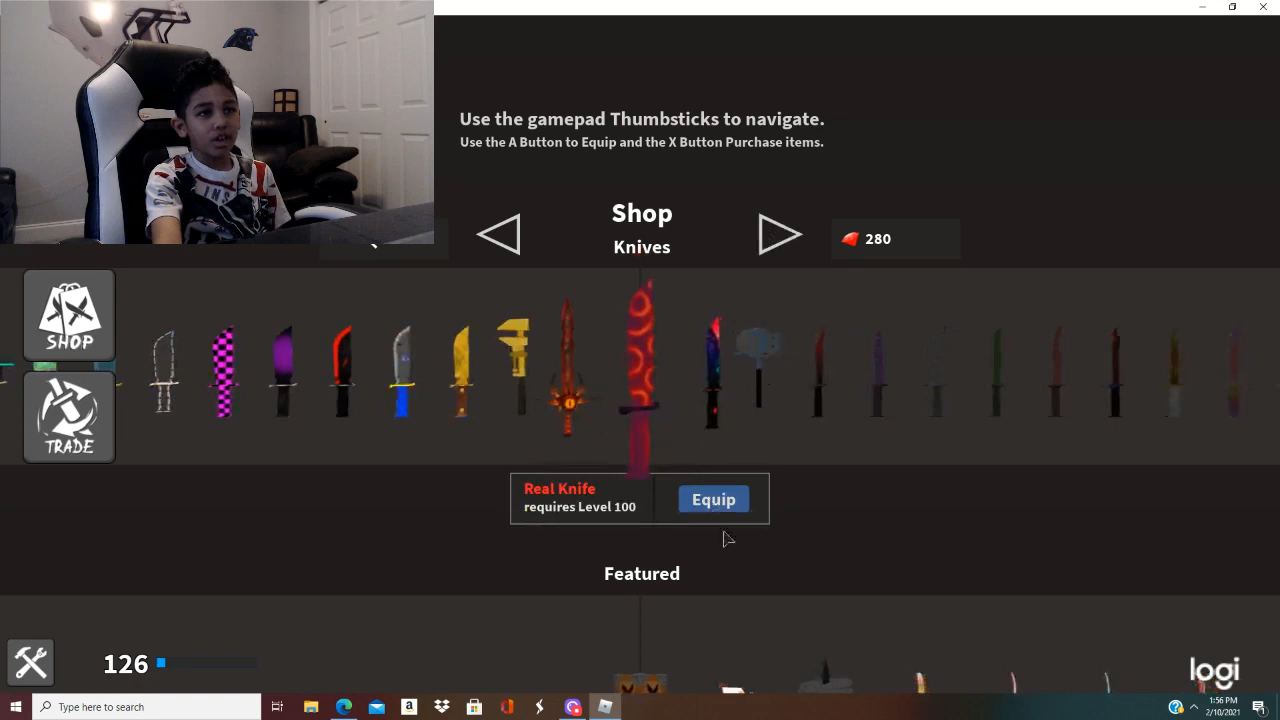 Use the gamepad Thumbsticks to navigate.
Use the A Button to Equip and the X Button Purchase items.
Shop
Knives
280
SHOP
TRADE
Real Knife
requires Level 100
Equip
Featured
126
logi
Type here to search
1:56 PM
2/10/2021